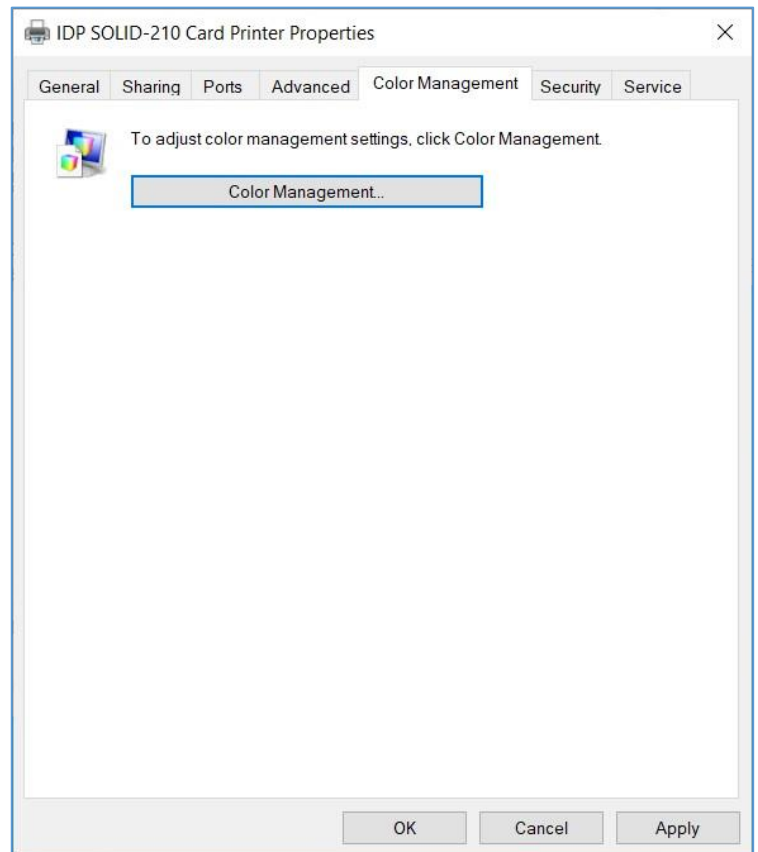 IDP SOLID-210 Card Printer Properties
General Sharing Ports Advanced Color Management Security Service
To adjust color management settings, click Color Management.
Color Management...
OK Cancel Apply